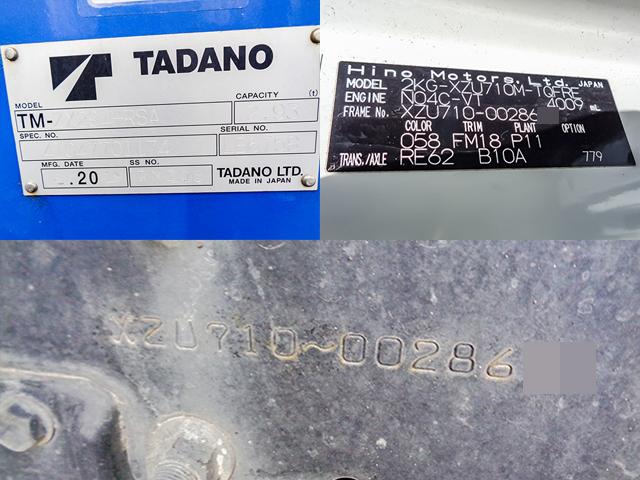 TADANO
MODEL
CAPACITY (t)
TM-
SPEC. NO.
SERIAL NO.
MFG. DATE
SS NO.
.20
TADANO LTD.
MADE IN JAPAN
Hino Motors, Ltd. JAPAN
MODEL 2KG-XZU710M-TQFRE
ENGINE N04C-VT 4009 mL
FRAME No. XZU710-00286
COLOR TRIM PLANT OPTION
058 FM18 P11
TRANS./AXLE RE62 B10A 779
XZU710~00286